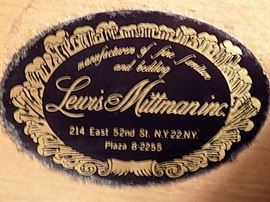 manufacturers of fine furniture
and bedding
Lewis Mittman inc.
214 East 52nd St. N.Y. 22. N.Y.
Plaza 8-2255